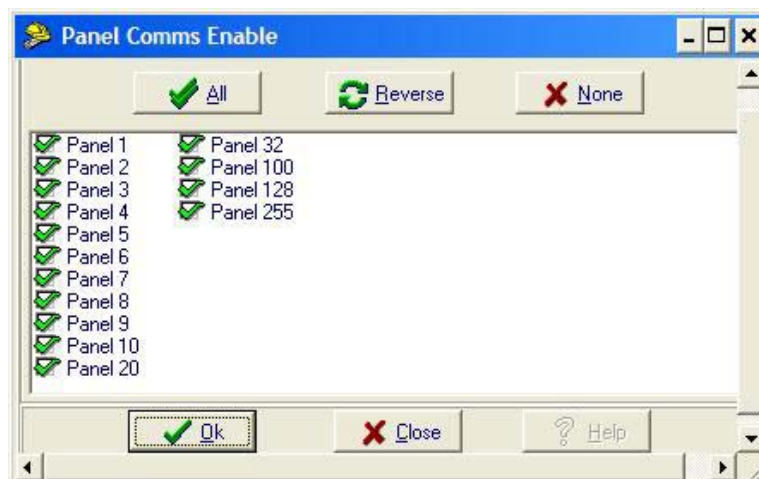 Panel Comms Enable
All Reverse None
Panel 1 Panel 32
Panel 2 Panel 100
Panel 3 Panel 128
Panel 4 Panel 255
Panel 5
Panel 6
Panel 7
Panel 8
Panel 9
Panel 10
Panel 20
Ok Close Help